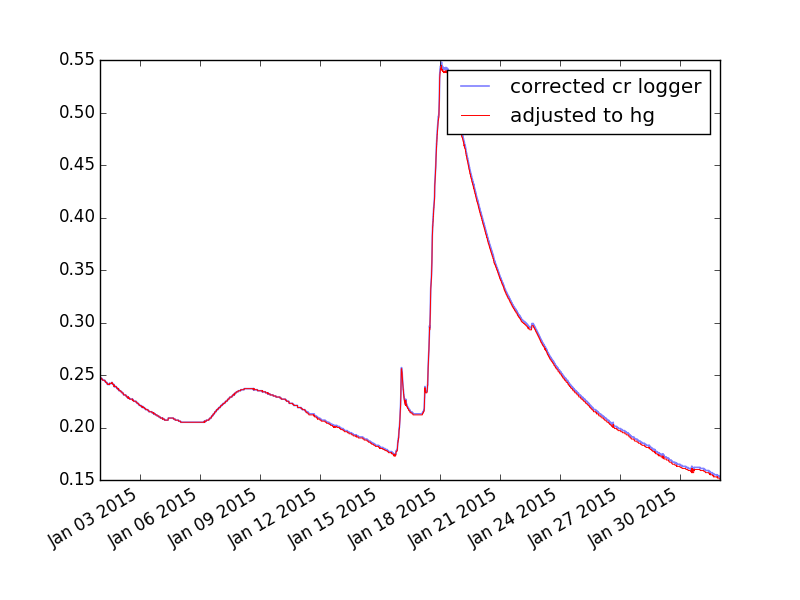 0.55
0.50
0.45
0.40
0.35
0.30
0.25
0.20
0.15
corrected cr logger
adjusted to hg
Jan 03 2015
Jan 06 2015
Jan 09 2015
Jan 12 2015
Jan 15 2015
Jan 18 2015
Jan 21 2015
Jan 24 2015
Jan 27 2015
Jan 30 2015